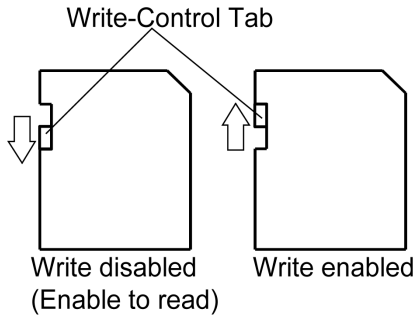 Write-Control Tab
Write disabled
(Enable to read)
Write enabled